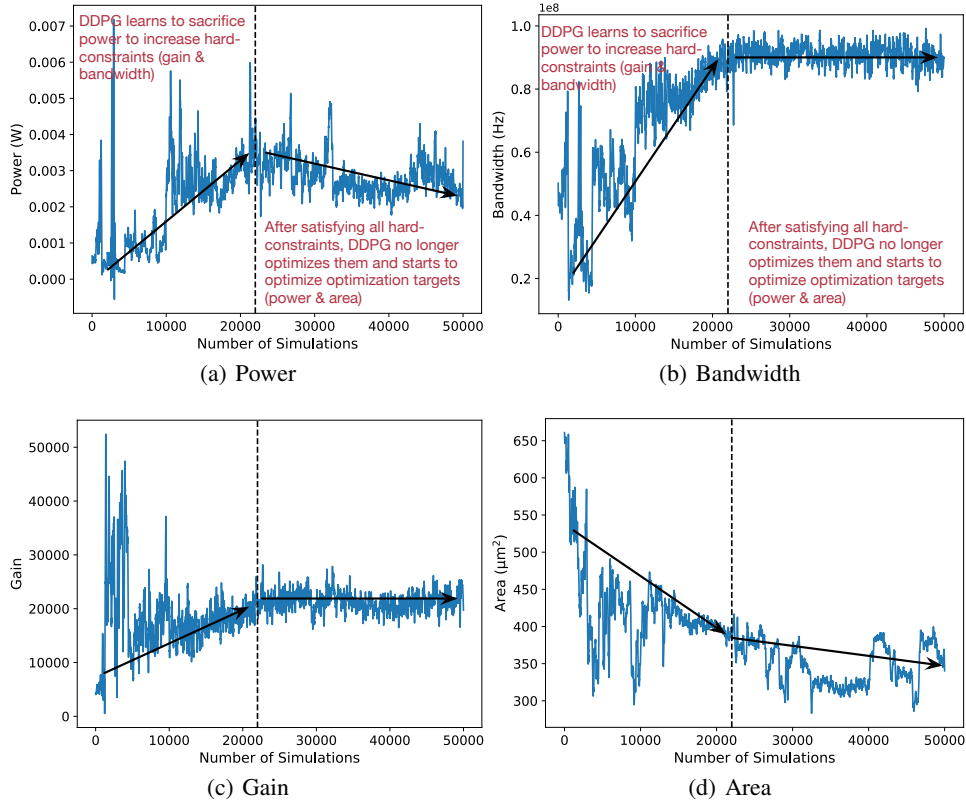 DDPG learns to sacrifice
power to increase hard-
constraints (gain &
bandwidth)
0.007
0.006
0.005
0.004
0.003
0.002
0.001
0.000
Power (W)
After satisfying all hard-
constraints, DDPG no longer
optimizes them and starts to
optimize optimization targets
(power & area)
0 10000 20000 30000 40000 50000
Number of Simulations
(a) Power
1e8
DDPG learns to sacrifice
power to increase hard-
constraints (gain &
bandwidth)
1.0
0.8
0.6
0.4
0.2
Bandwidth (Hz)
After satisfying all hard-
constraints, DDPG no longer
optimizes them and starts to
optimize optimization targets
(power & area)
0 10000 20000 30000 40000 50000
Number of Simulations
(b) Bandwidth
50000
40000
30000
20000
10000
0
Gain
0 10000 20000 30000 40000 50000
Number of Simulations
(c) Gain
650
600
550
500
450
400
350
300
Area (μm²)
0 10000 20000 30000 40000 50000
Number of Simulations
(d) Area